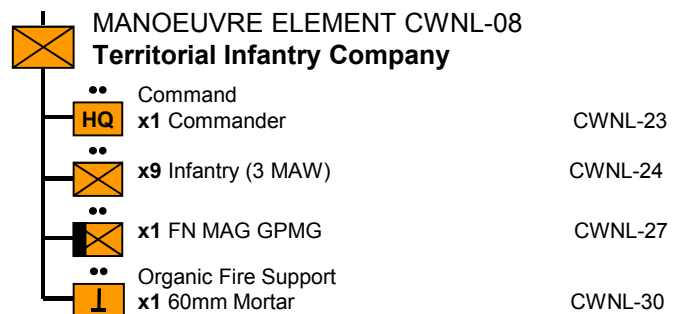 MANOEUVRE ELEMENT CWNL-08
Territorial Infantry Company
Command
HQ x1 Commander CWNL-23
x9 Infantry (3 MAW) CWNL-24
x1 FN MAG GPMG CWNL-27
Organic Fire Support
x1 60mm Mortar CWNL-30